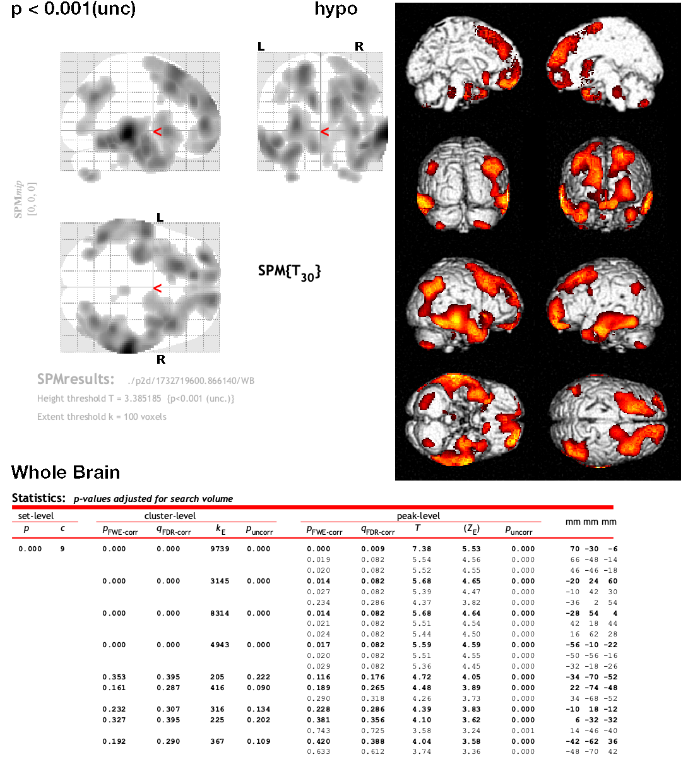 p < 0.001(unc)
hypo
L
R
<
<
SPMmip
[0, 0, 0]
L
<
R
SPM{T30}
SPMresults: ./p2d/1732719600.866140/WB
Height threshold T = 3.385185 {p<0.001 (unc.)}
Extent threshold k = 100 voxels
Whole Brain
Statistics: p-values adjusted for search volume
set-level cluster-level peak-level mm mm mm
p c pFWE-corr qFDR-corr kE puncorr pFWE-corr qFDR-corr T (ZE) puncorr
0.000 9 0.000 0.000 9739 0.000 0.000 0.009 7.38 5.53 0.000 70 -30 -6
0.019 0.082 5.54 4.56 0.000 66 -48 -14
0.020 0.082 5.52 4.55 0.000 46 -46 -18
0.000 0.000 3145 0.000 0.014 0.082 5.68 4.65 0.000 -20 24 60
0.027 0.082 5.39 4.47 0.000 -10 42 30
0.234 0.286 4.37 3.82 0.000 -36 2 54
0.000 0.000 8314 0.000 0.014 0.082 5.68 4.64 0.000 -28 54 4
0.021 0.082 5.51 4.54 0.000 42 18 44
0.024 0.082 5.44 4.50 0.000 16 62 28
0.000 0.000 4943 0.000 0.017 0.082 5.59 4.59 0.000 -56 -10 -22
0.020 0.082 5.51 4.55 0.000 -50 -56 -16
0.029 0.082 5.36 4.45 0.000 -32 -18 -26
0.353 0.395 205 0.222 0.116 0.176 4.72 4.05 0.000 -34 -70 -52
0.161 0.287 416 0.090 0.189 0.265 4.48 3.89 0.000 22 -74 -48
0.290 0.318 4.26 3.73 0.000 34 -68 -52
0.232 0.307 316 0.134 0.228 0.286 4.39 3.83 0.000 -10 18 -12
0.327 0.395 225 0.202 0.381 0.356 4.10 3.62 0.000 6 -32 -32
0.743 0.725 3.58 3.24 0.001 14 -46 -40
0.192 0.290 367 0.109 0.420 0.388 4.04 3.58 0.000 -42 -62 36
0.633 0.612 3.74 3.36 0.000 -48 -70 42